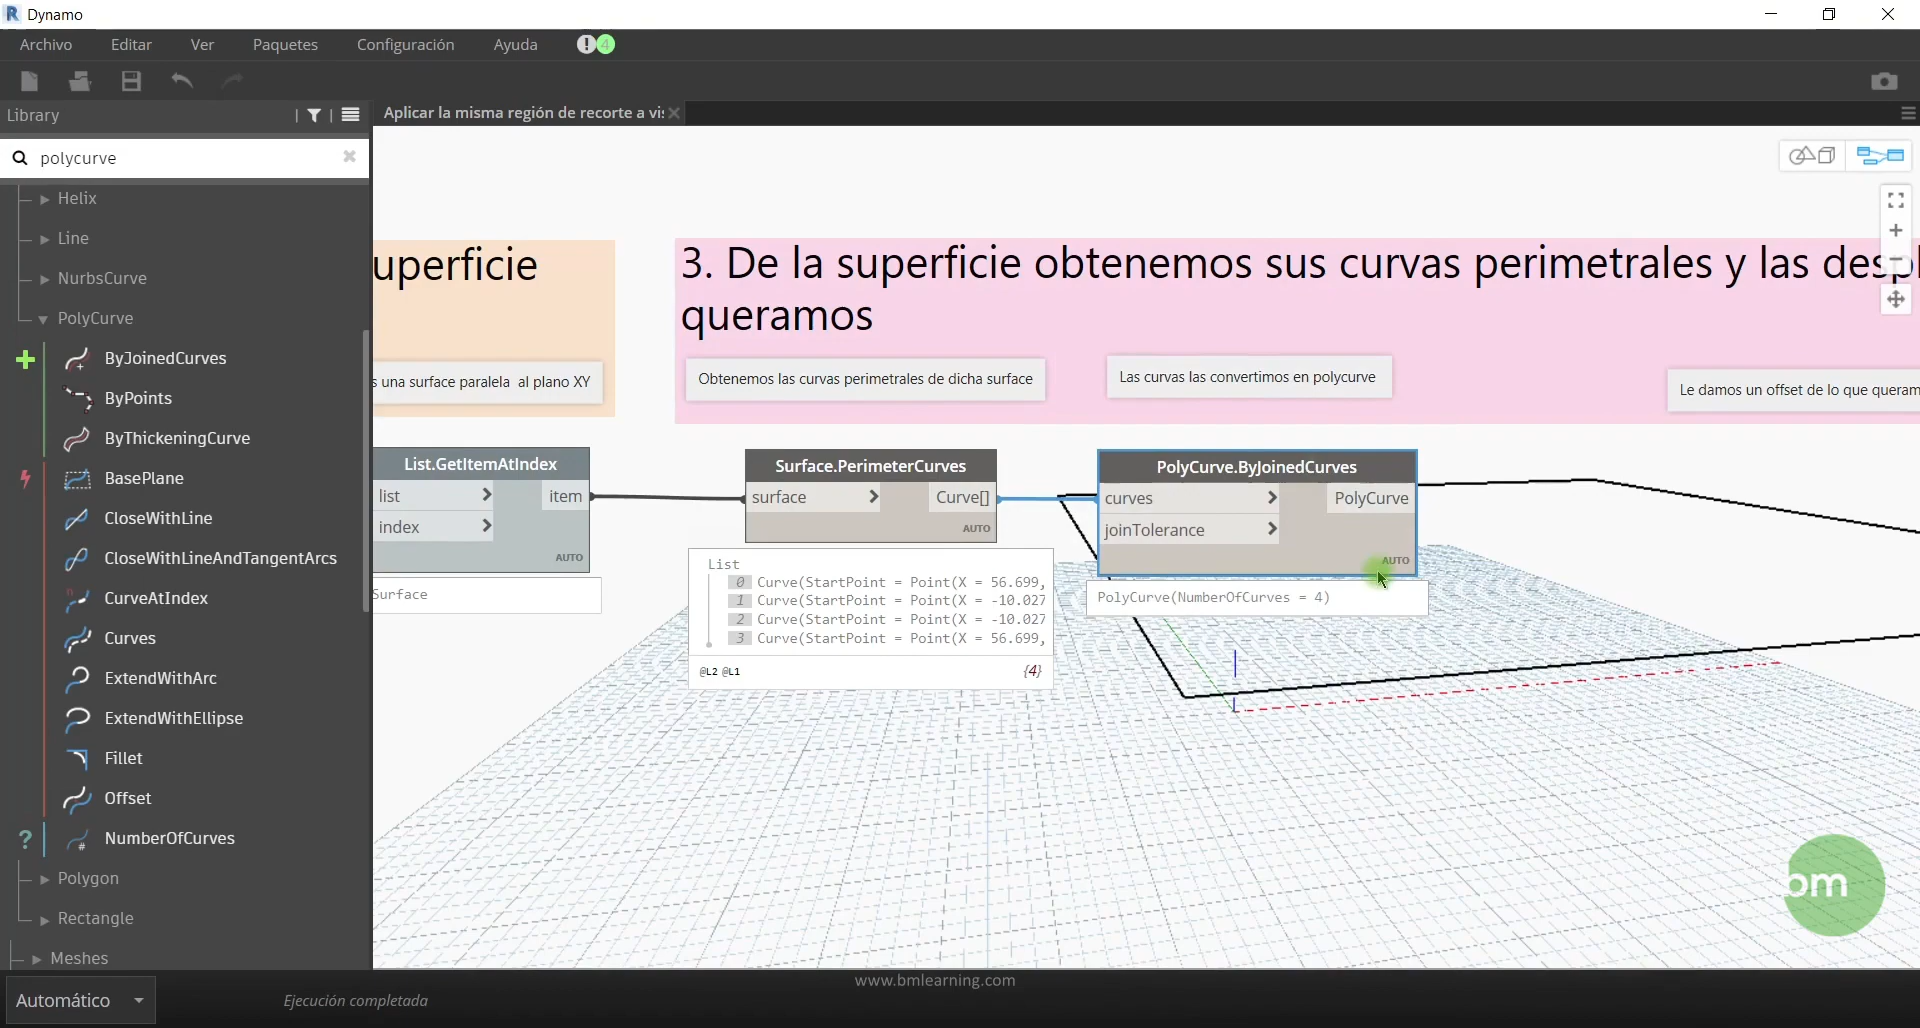 Dynamo
Archivo Editar Ver Paquetes Configuración Ayuda ! 4
Library
Aplicar la misma región de recorte a vi
polycurve
Helix
Line
NurbsCurve
PolyCurve
ByJoinedCurves
ByPoints
ByThickeningCurve
BasePlane
CloseWithLine
CloseWithLineAndTangentArcs
CurveAtIndex
Curves
ExtendWithArc
ExtendWithEllipse
Fillet
Offset
NumberOfCurves
Polygon
Rectangle
Meshes
uperficie
s una surface paralela al plano XY
3. De la superficie obtenemos sus curvas perimetrales y las despl
queramos
Obtenemos las curvas perimetrales de dicha surface
Las curvas las convertimos en polycurve
Le damos un offset de lo que queram
List.GetItemAtIndex
list > item
index >
AUTO
Surface
Surface.PerimeterCurves
surface > Curve[]
AUTO
List
0 Curve(StartPoint = Point(X = 56.699,
1 Curve(StartPoint = Point(X = -10.027
2 Curve(StartPoint = Point(X = -10.027
3 Curve(StartPoint = Point(X = 56.699,
@L2 @L1 {4}
PolyCurve.ByJoinedCurves
curves > PolyCurve
joinTolerance >
AUTO
PolyCurve(NumberOfCurves = 4)
bm
www.bmlearning.com
Automático
Ejecución completada